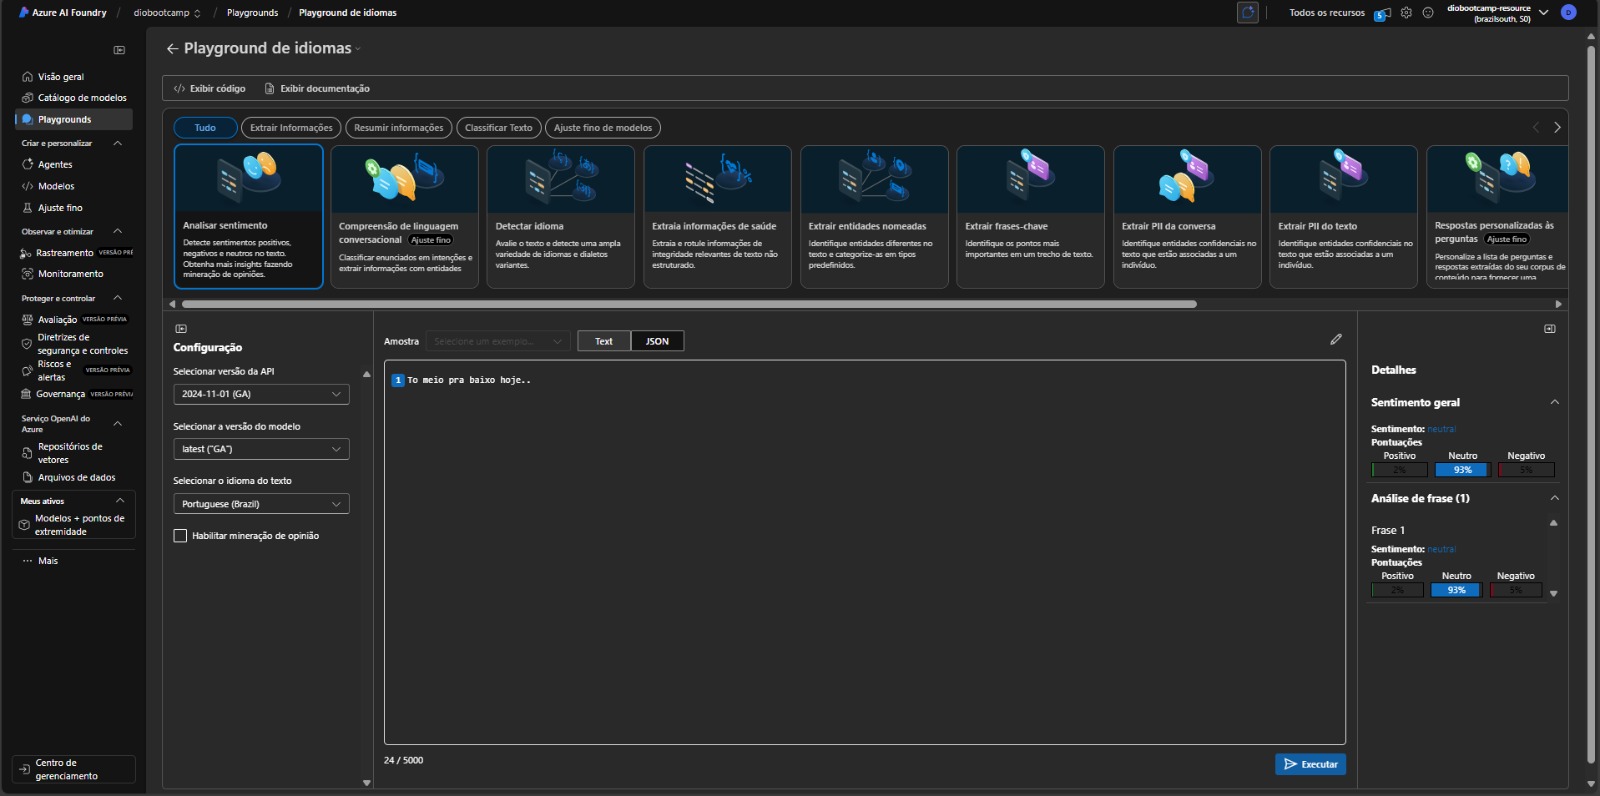 Azure AI Foundry / diobootcamp / Playgrounds / Playground de idiomas
Todos os recursos
5
diobootcamp-resource
(brazilsouth, S0)
D
Visão geral
Catálogo de modelos
Playgrounds
Criar e personalizar
Agentes
Modelos
Ajuste fino
Observar e otimizar
Rastreamento VERSÃO PRÉ
Monitoramento
Proteger e controlar
Avaliação VERSÃO PRÉVIA
Diretrizes de
segurança e controles
Riscos e
alertas VERSÃO PRÉVIA
Governança VERSÃO PRÉVIA
Serviço OpenAI do
Azure
Repositórios de
vetores
Arquivos de dados
Meus ativos
Modelos + pontos de
extremidade
Mais
Centro de
gerenciamento
Playground de idiomas
Exibir código
Exibir documentação
Tudo
Extrair Informações
Resumir informações
Classificar Texto
Ajuste fino de modelos
Analisar sentimento
Detecte sentimentos positivos,
negativos e neutros no texto.
Obtenha mais insights fazendo
mineração de opiniões.
Compreensão de linguagem
conversacional Ajuste fino
Classificar enunciados em intenções e
extrair informações com entidades
Detectar idioma
Avalie o texto e detecte uma ampla
variedade de idiomas e dialetos
variantes.
Extraia informações de saúde
Extraia e rotule informações de
integridade relevantes de texto não
estruturado.
Extrair entidades nomeadas
Identifique entidades diferentes no
texto e categorize-as em tipos
predefinidos.
Extrair frases-chave
Identifique os pontos mais
importantes em um trecho de texto.
Extrair PII da conversa
Identifique entidades confidenciais no
texto que estão associadas a um
indivíduo.
Extrair PII do texto
Identifique entidades confidenciais no
texto que estão associadas a um
indivíduo.
Respostas personalizadas às
perguntas Ajuste fino
Personalize a lista de perguntas e
respostas extraídas do seu corpus de
conteúdo para fornecer uma
Configuração
Selecionar versão da API
2024-11-01 (GA)
Selecionar a versão do modelo
latest ("GA")
Selecionar o idioma do texto
Portuguese (Brazil)
Habilitar mineração de opinião
Amostra
Selecione um exemplo...
Text
JSON
1 To meio pra baixo hoje..
24 / 5000
Executar
Detalhes
Sentimento geral
Sentimento: neutral
Pontuações
Positivo Neutro Negativo
2% 93% 5%
Análise de frase (1)
Frase 1
Sentimento: neutral
Pontuações
Positivo Neutro Negativo
2% 93% 5%